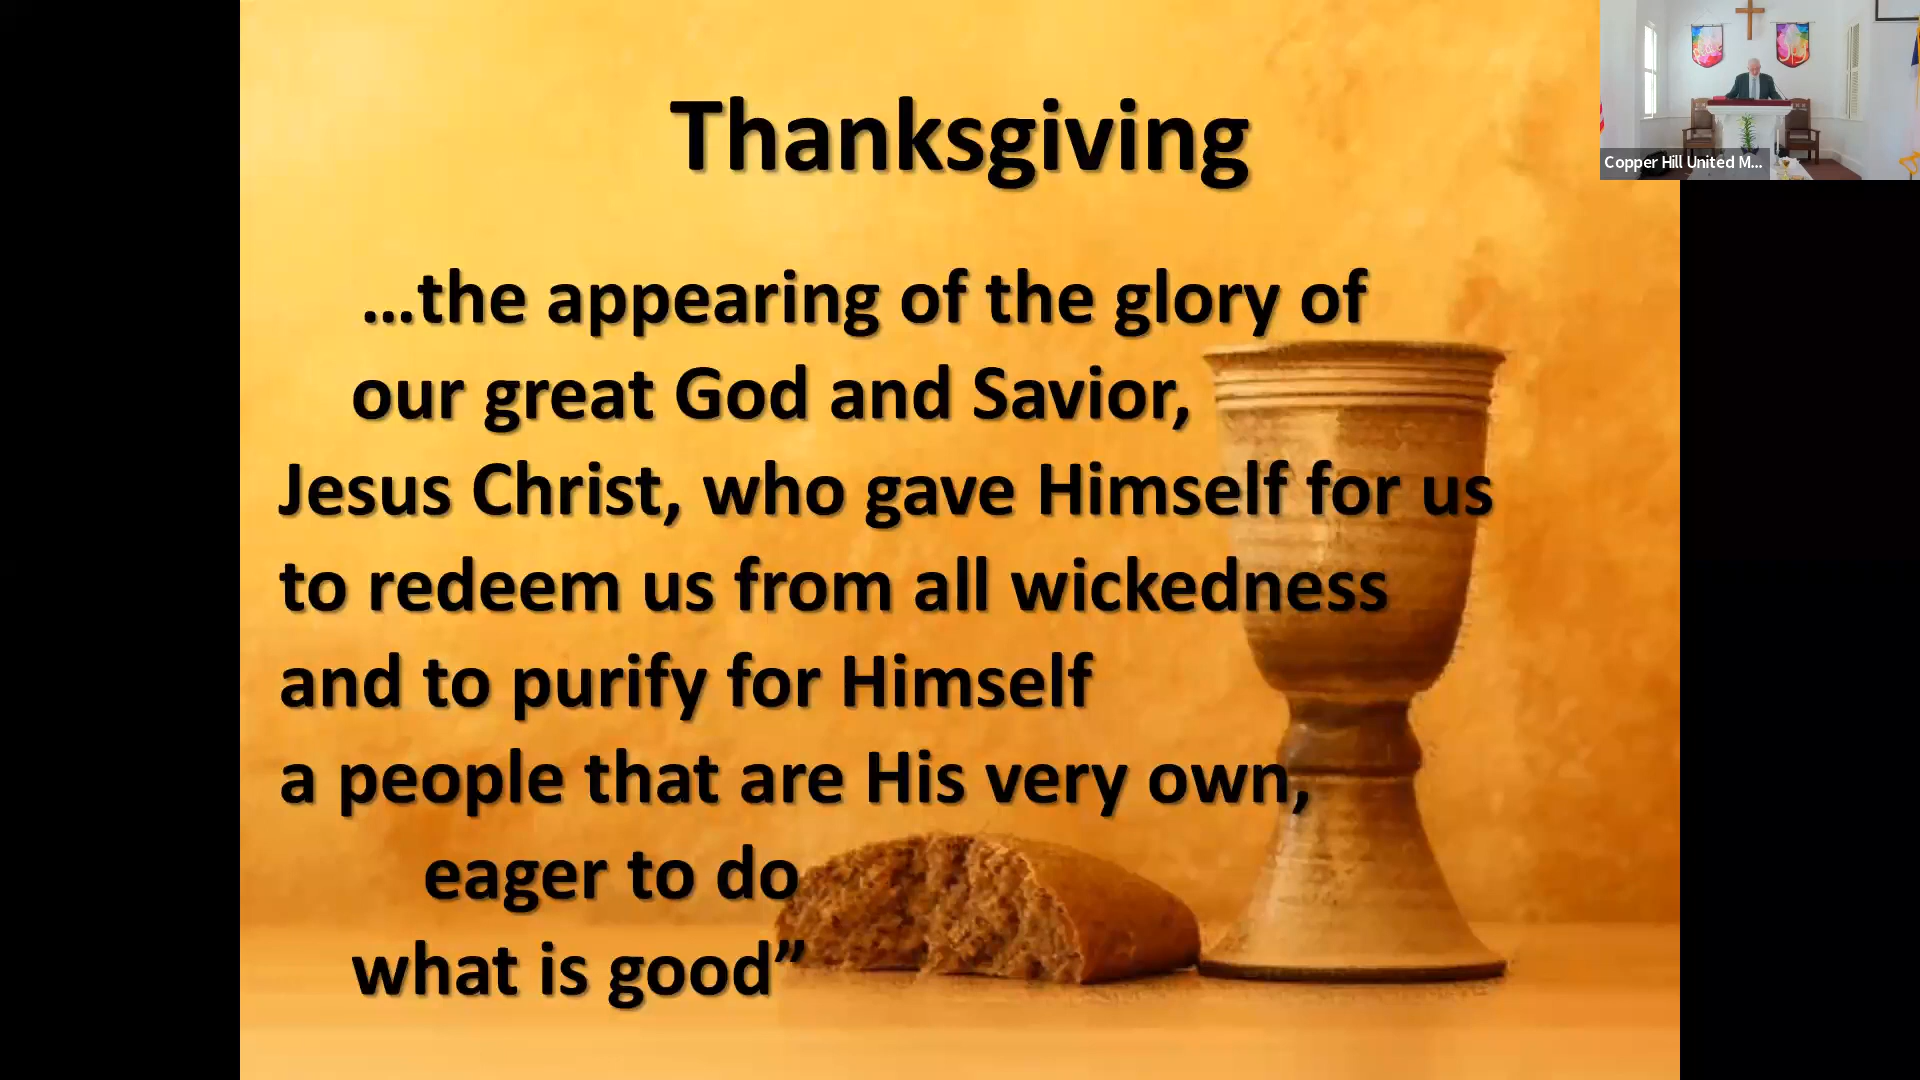 Thanksgiving
…the appearing of the glory of
our great God and Savior,
Jesus Christ, who gave Himself for us
to redeem us from all wickedness
and to purify for Himself
a people that are His very own,
eager to do
what is good”
Copper Hill United M...